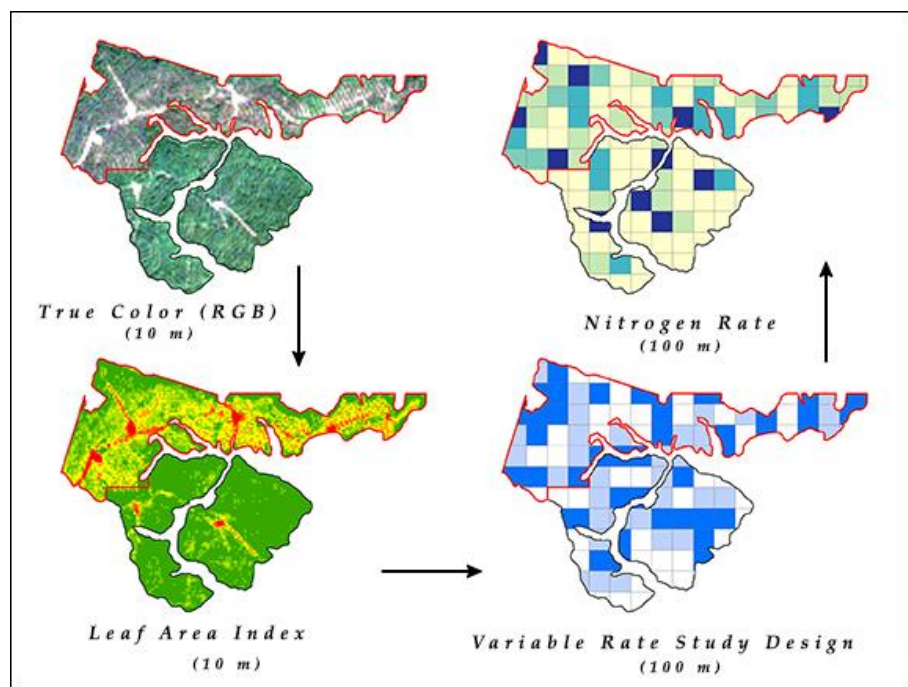 True Color (RGB)
(10 m)
Nitrogen Rate
(100 m)
Leaf Area Index
(10 m)
Variable Rate Study Design
(100 m)